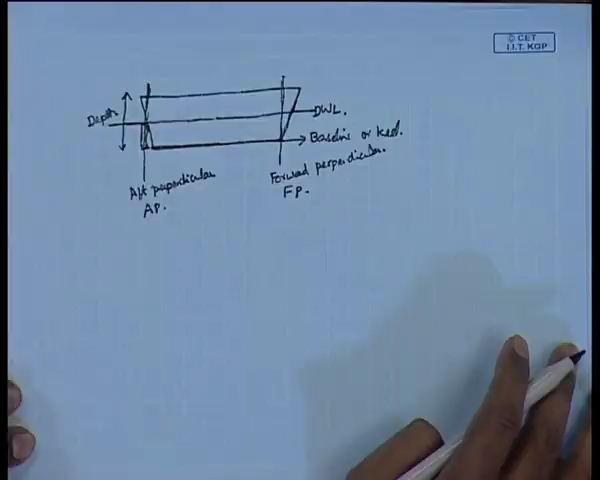 © CET
I.I.T. KGP
Depth
DWL.
Baseline or keel.
Aft perpendicular
AP.
Forward perpendicular.
FP.